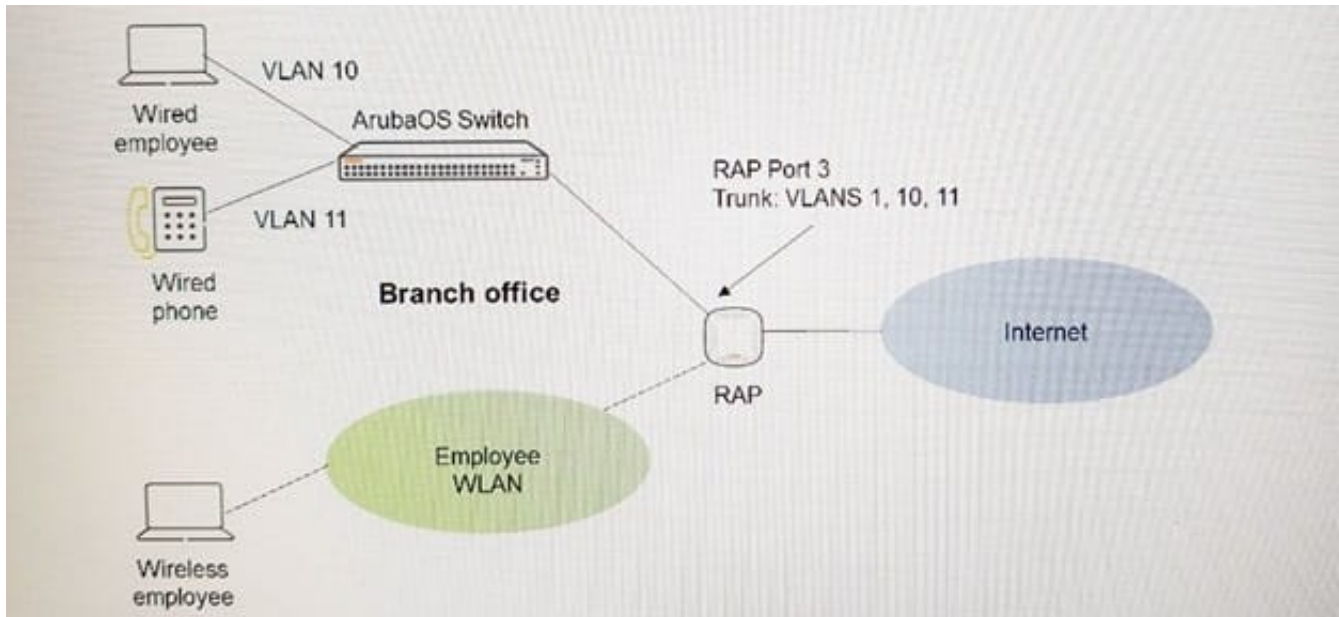 VLAN 10
Wired
employee
ArubaOS Switch
RAP Port 3
Trunk: VLANS 1, 10, 11
VLAN 11
Wired
phone
Branch office
Internet
RAP
Employee
WLAN
Wireless
employee